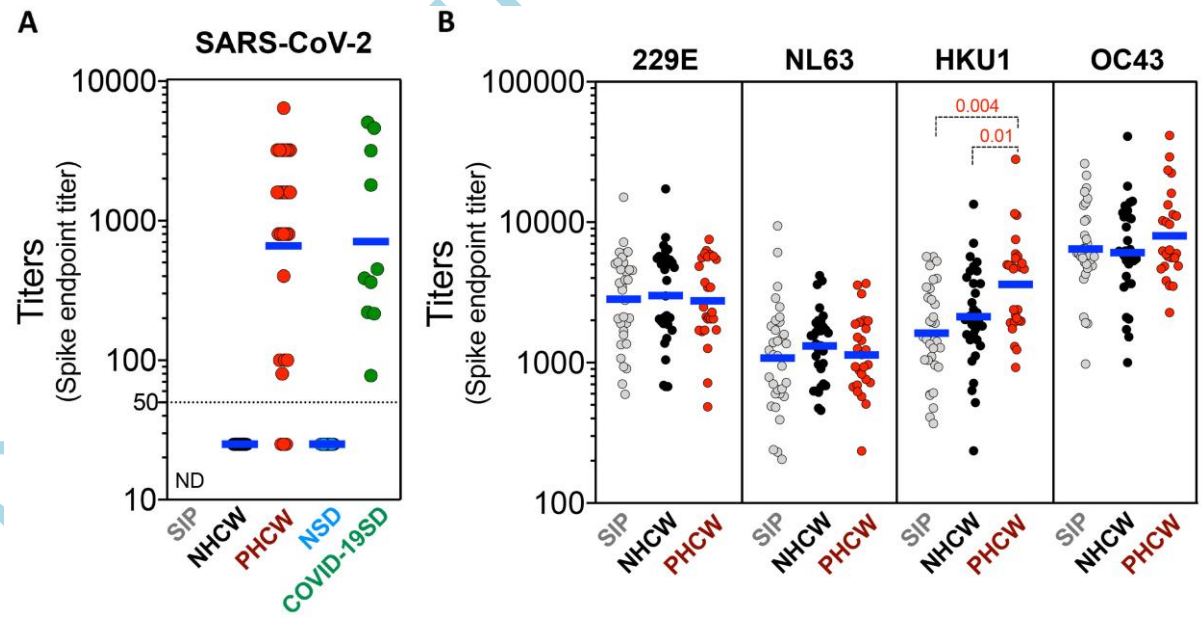 A
SARS-CoV-2
Titers
(Spike endpoint titer)
10000
1000
100
50
10
ND
SIP
NHCW
PHCW
NSD
COVID-19SD
B
229E
NL63
HKU1
OC43
Titers
(Spike endpoint titer)
100000
10000
1000
100
0.004
0.01
SIP
NHCW
PHCW
SIP
NHCW
PHCW
SIP
NHCW
PHCW
SIP
NHCW
PHCW